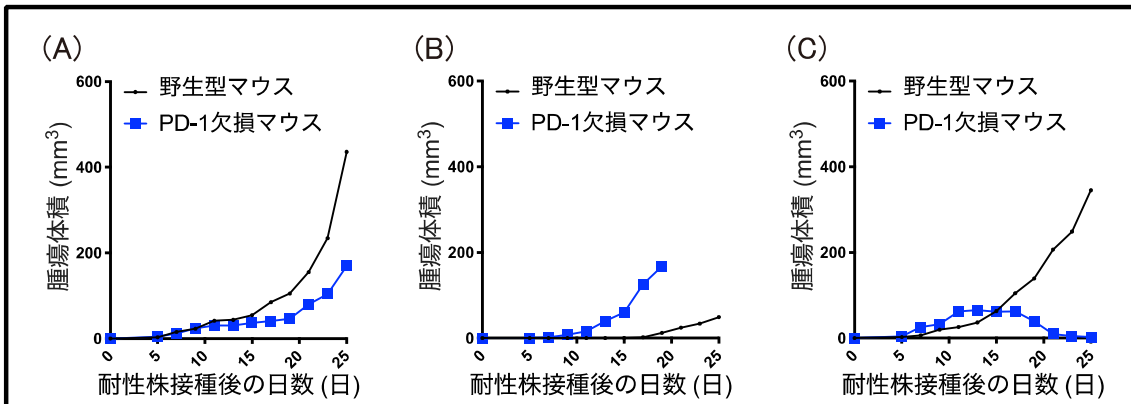 (A)
600
400
200
0
腫瘍体積 (mm³)
野生型マウス
PD-1欠損マウス
0 5 10 15 20 25
耐性株接種後の日数 (日)
(B)
600
400
200
0
腫瘍体積 (mm³)
野生型マウス
PD-1欠損マウス
0 5 10 15 20 25
耐性株接種後の日数 (日)
(C)
600
400
200
0
腫瘍体積 (mm³)
野生型マウス
PD-1欠損マウス
0 5 10 15 20 25
耐性株接種後の日数 (日)